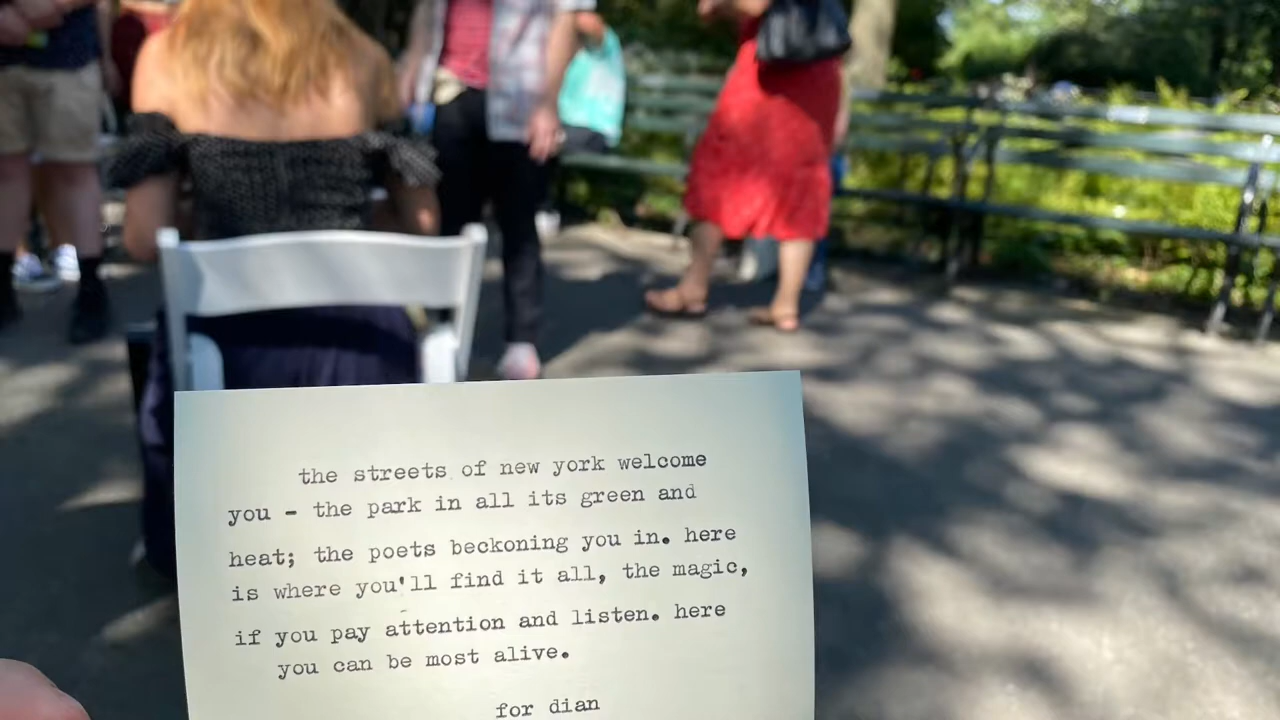 the streets of new york welcome
you - the park in all its green and
heat; the poets beckoning you in. here
is where you'll find it all, the magic,
if you pay attention and listen. here
you can be most alive.
for dian